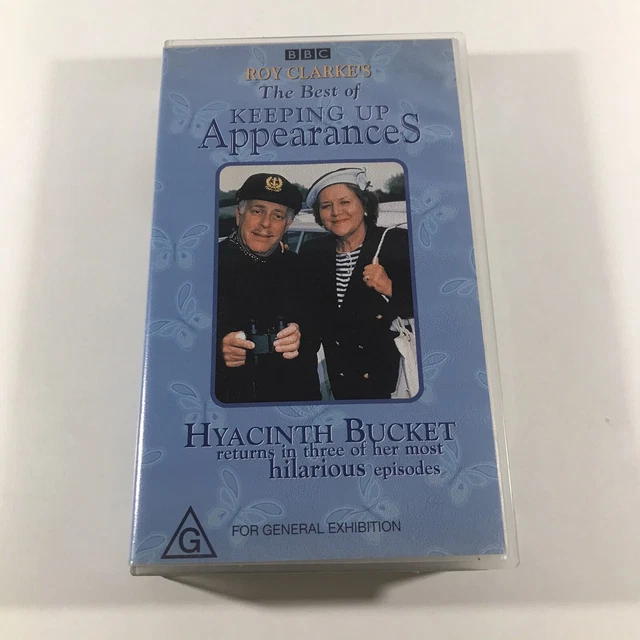 BBC
ROY CLARKE'S
The Best of
KEEPING UP
AppearanceS
HYACINTH BUCKET
returns in three of her most
hilarious episodes
G
FOR GENERAL EXHIBITION